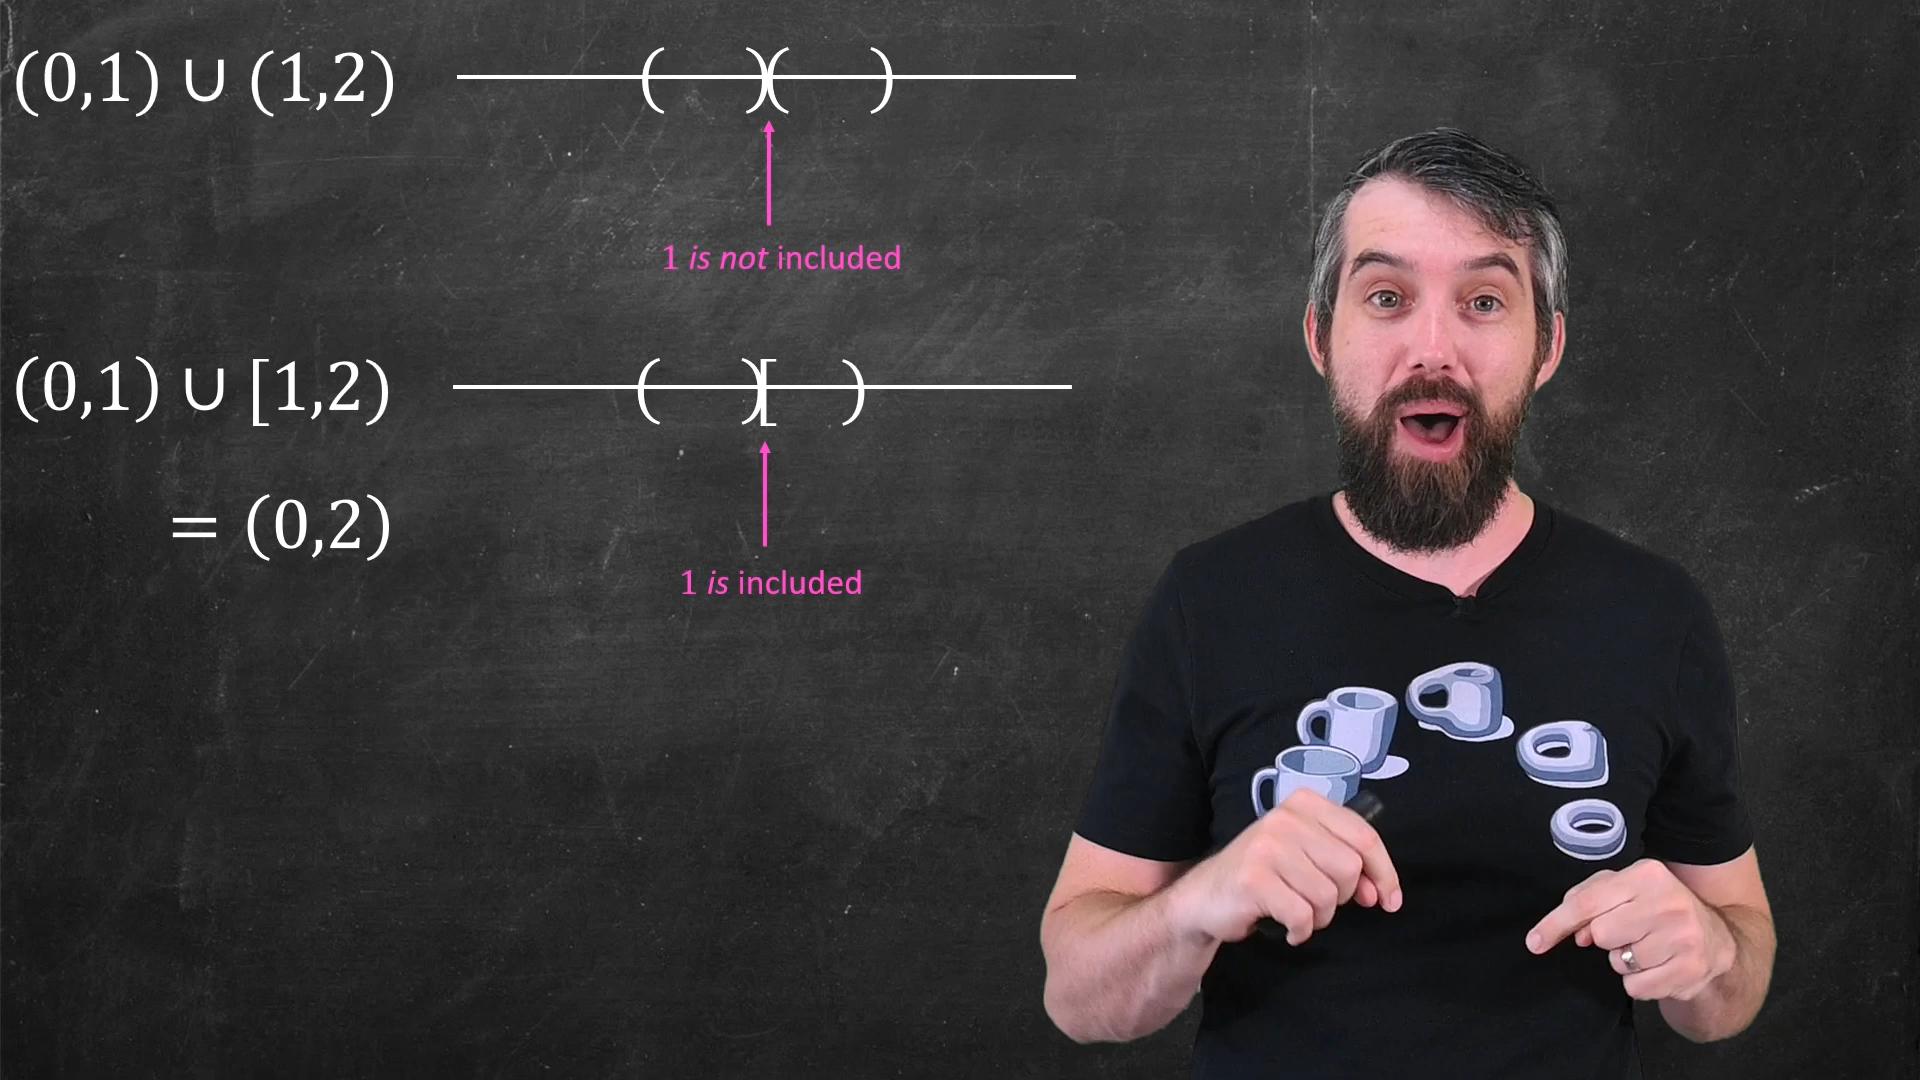 (0,1) ∪ (1,2)
1 is not included
(0,1) ∪ [1,2)
= (0,2)
1 is included